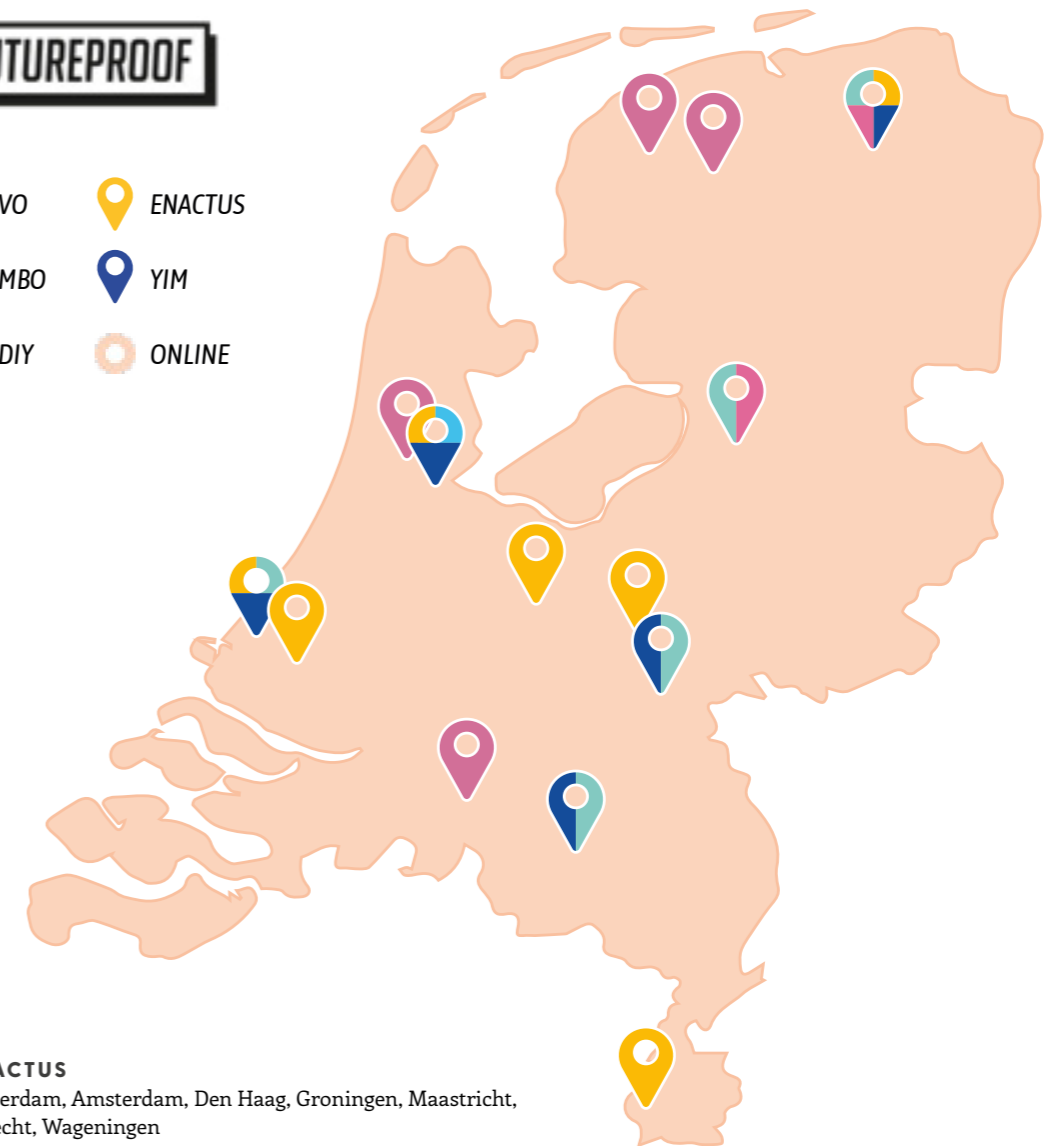 UTUREPROOF
VO
ENACTUS
MBO
YIM
DIY
ONLINE
ACTUS
erdam, Amsterdam, Den Haag, Groningen, Maastricht,
echt, Wageningen